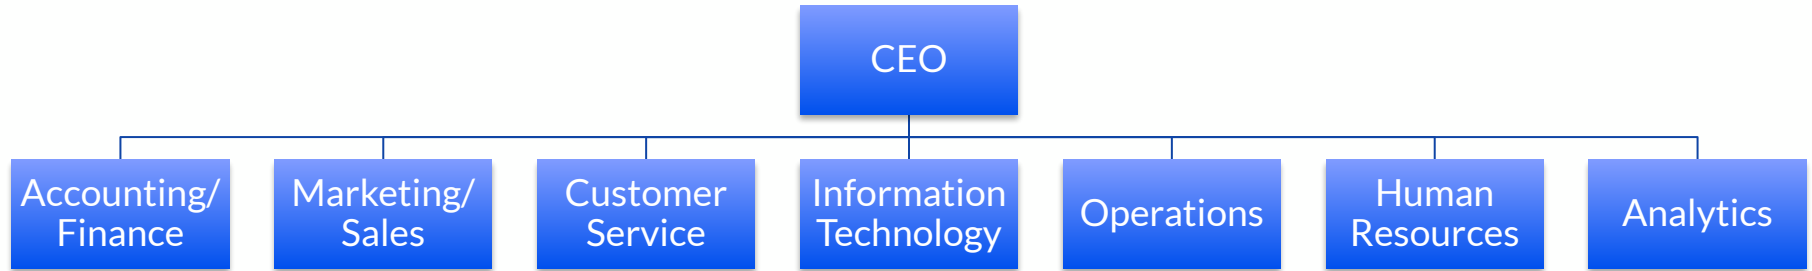 CEO
Accounting/
Finance
Marketing/
Sales
Customer
Service
Information
Technology
Operations
Human
Resources
Analytics